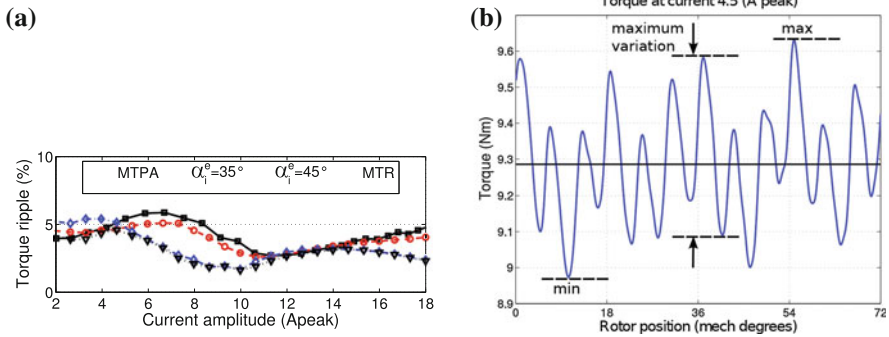 (a)
10
5
0
2 4 6 8 10 12 14 16 18
Torque ripple (%)
Current amplitude (Apeak)
MTPA αᵢᵉ=35° αᵢᵉ=45° MTR
(b)
Torque at current 4.5 (A peak)
9.6
9.5
9.4
9.3
9.2
9.1
9
8.9
0 18 36 54 72
Torque (Nm)
Rotor position (mech degrees)
maximum
variation
max
min